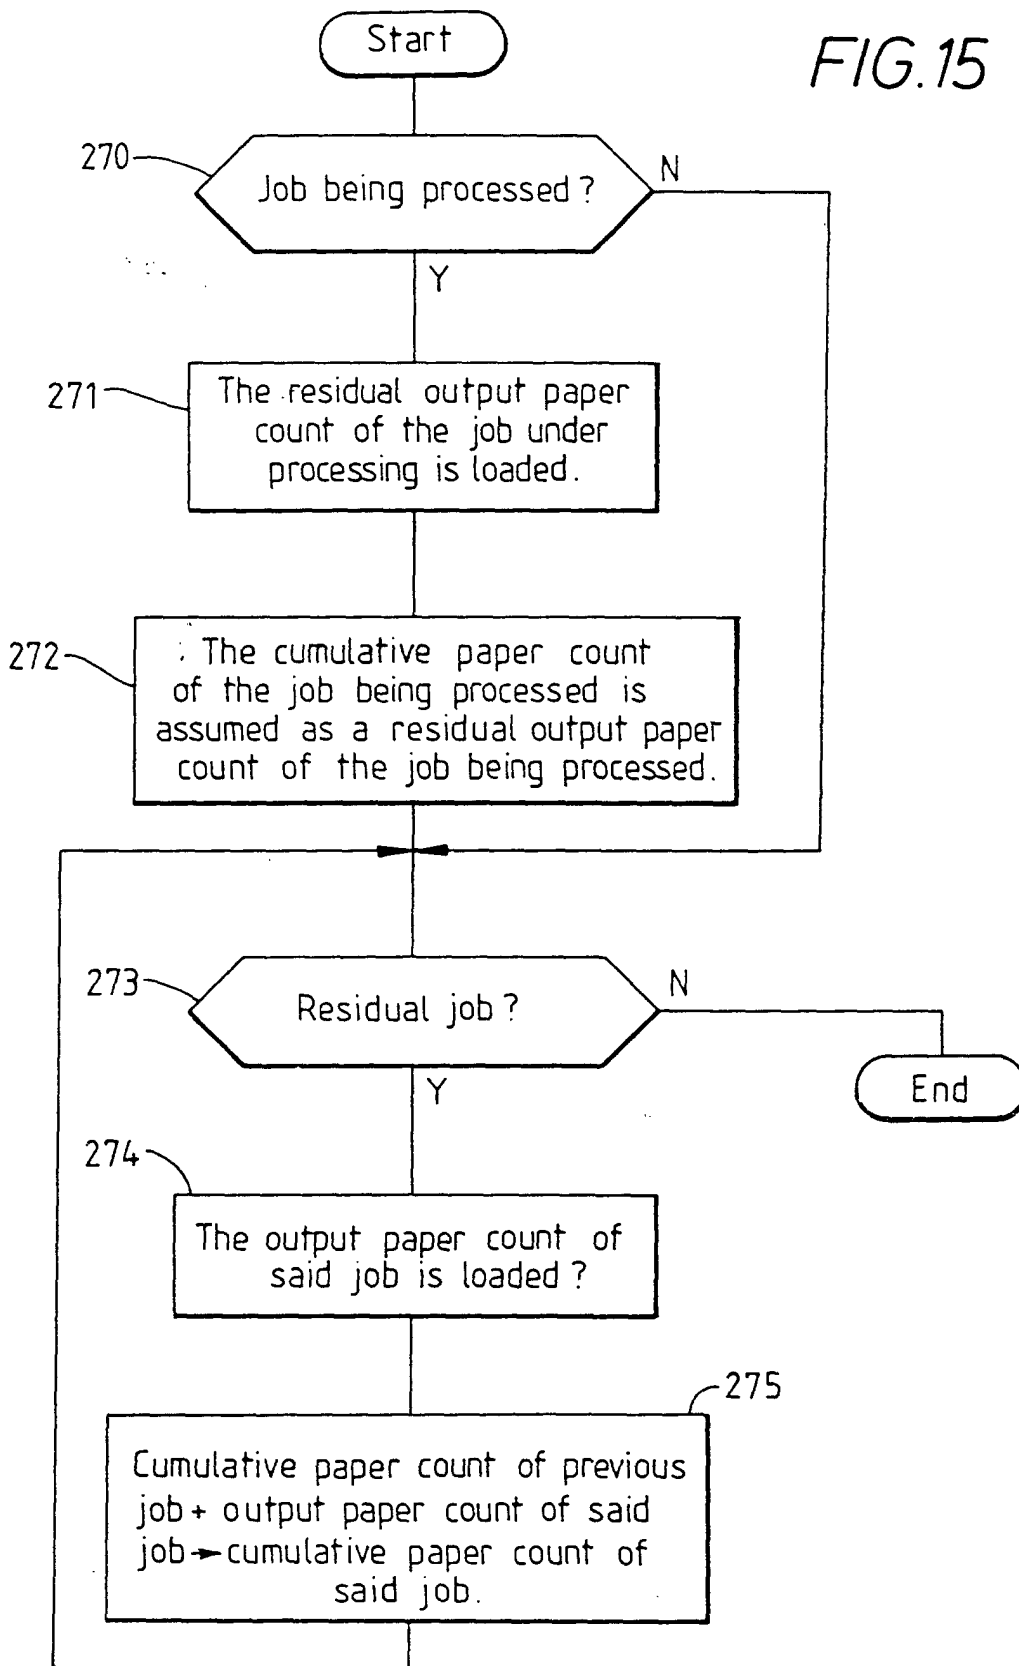 Start
FIG.15
270
Job being processed?
N
Y
271
The residual output paper
count of the job under
processing is loaded.
272
The cumulative paper count
of the job being processed is
assumed as a residual output paper
count of the job being processed.
273
Residual job?
N
Y
End
274
The output paper count of
said job is loaded?
275
Cumulative paper count of previous
job + output paper count of said
job → cumulative paper count of
said job.